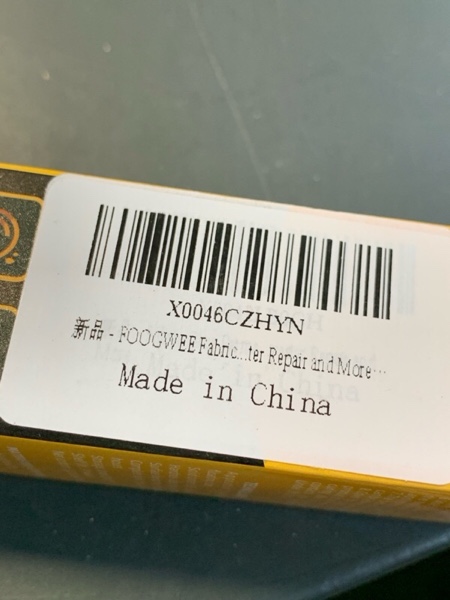 X0046CZHYN
新品 - FOOGWEE Fabric...ter Repair and More...
Made in China